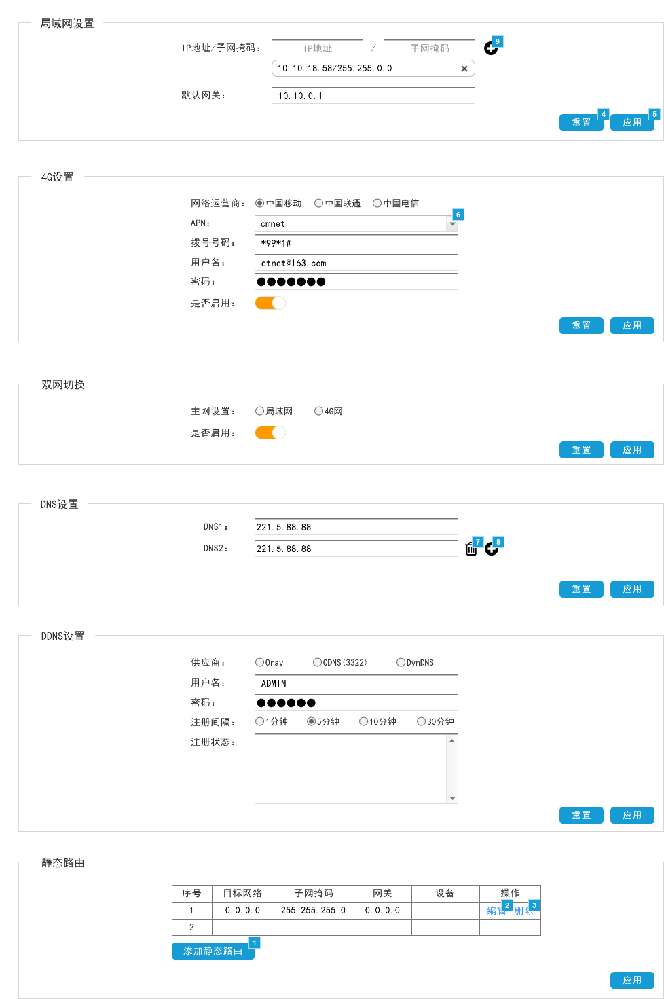 局域网设置
IP地址/子网掩码： IP地址 / 子网掩码 9
10.10.18.58/255.255.0.0
默认网关： 10.10.0.1
重置 4 应用 5
4G设置
网络运营商： 中国移动 中国联通 中国电信
APN： cmnet 6
拨号号码： *99*1#
用户名： ctnet@163.com
密码： ●●●●●●●
是否启用：
重置 应用
双网切换
主网设置： 局域网 4G网
是否启用：
重置 应用
DNS设置
DNS1： 221.5.88.88
DNS2： 221.5.88.88 7 8
重置 应用
DDNS设置
供应商： Oray QDNS(3322) DynDNS
用户名： ADMIN
密码： ●●●●●●
注册间隔： 1分钟 5分钟 10分钟 30分钟
注册状态：
重置 应用
静态路由
序号 目标网络 子网掩码 网关 设备 操作
1 0.0.0.0 255.255.255.0 0.0.0.0 编辑 2 删除 3
2
添加静态路由 1
应用